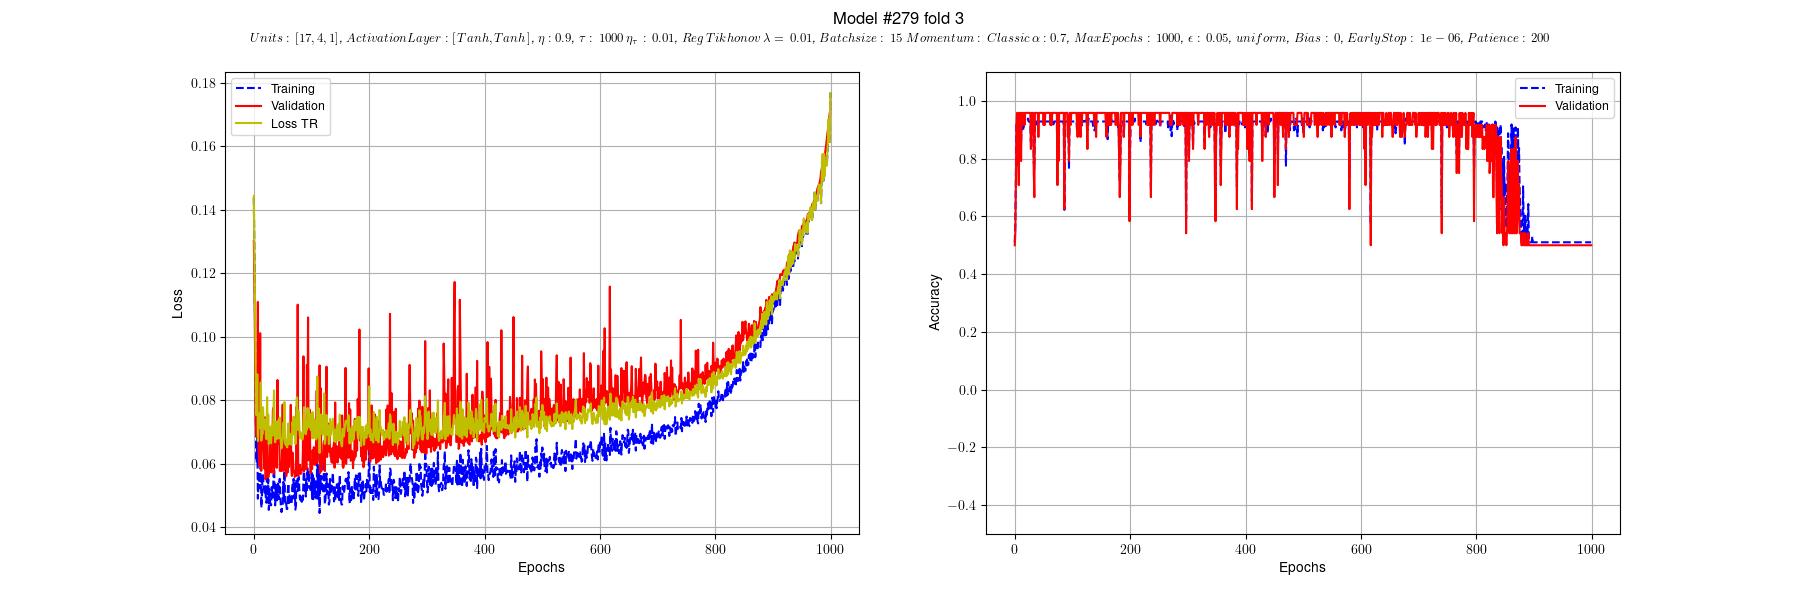 Model #279 fold 3
Units : [17, 4, 1], ActivationLayer : [Tanh, Tanh], η : 0.9, τ : 1000 ητ : 0.01, Reg Tikhonov λ = 0.01, Batchsize : 15 Momentum : Classic α : 0.7, MaxEpochs : 1000, ϵ : 0.05, uniform, Bias : 0, EarlyStop : 1e − 06, Patience : 200
Training
Validation
Loss TR
0.18
0.16
0.14
0.12
0.10
0.08
0.06
0.04
Loss
0 200 400 600 800 1000
Epochs
Training
Validation
1.0
0.8
0.6
0.4
0.2
0.0
−0.2
−0.4
Accuracy
0 200 400 600 800 1000
Epochs